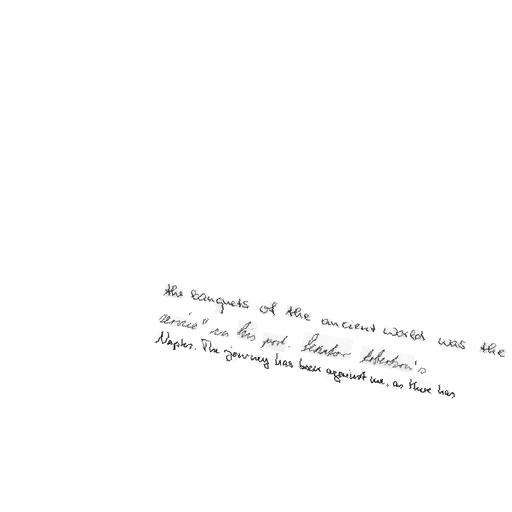 the banquets of the ancient world was the
service" in his post. Senator Robertson's
Naples. The journey has been against me, as there has